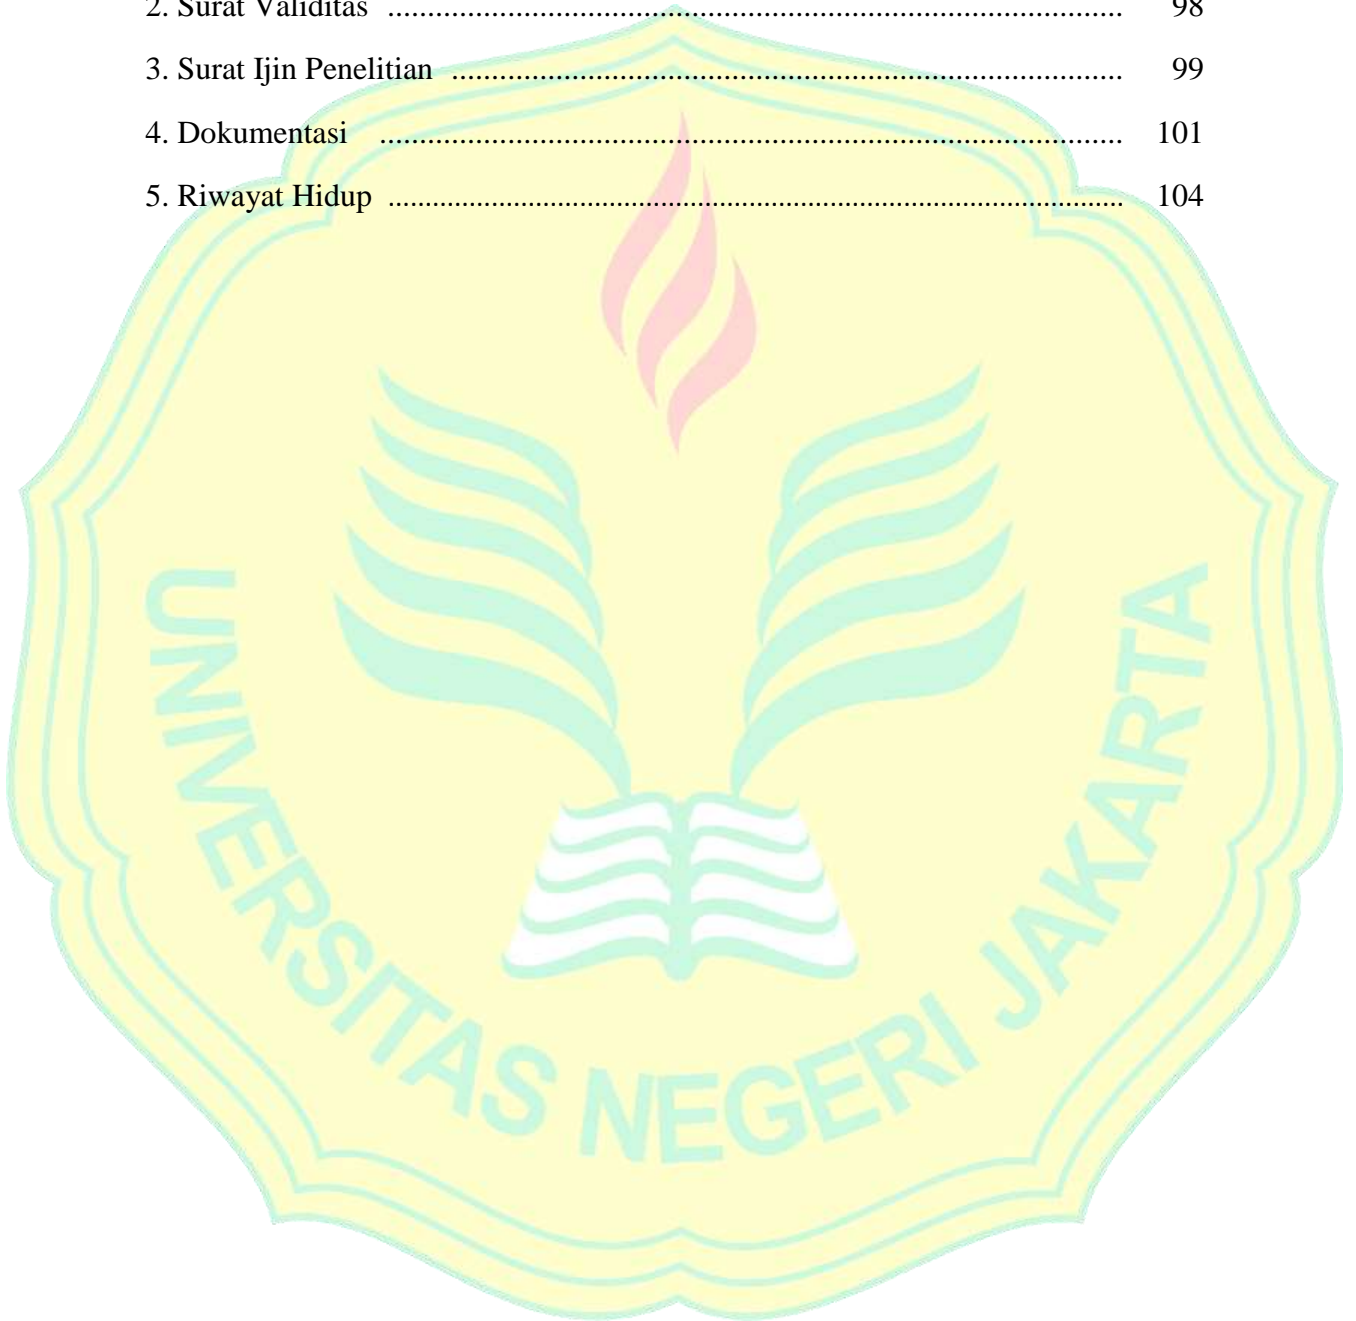 2. Surat Validitas ........................................................................................... 98
3. Surat Ijin Penelitian ................................................................................... 99
4. Dokumentasi ............................................................................................ 101
5. Riwayat Hidup ........................................................................................... 104
UNIVERSITAS NEGERI JAKARTA